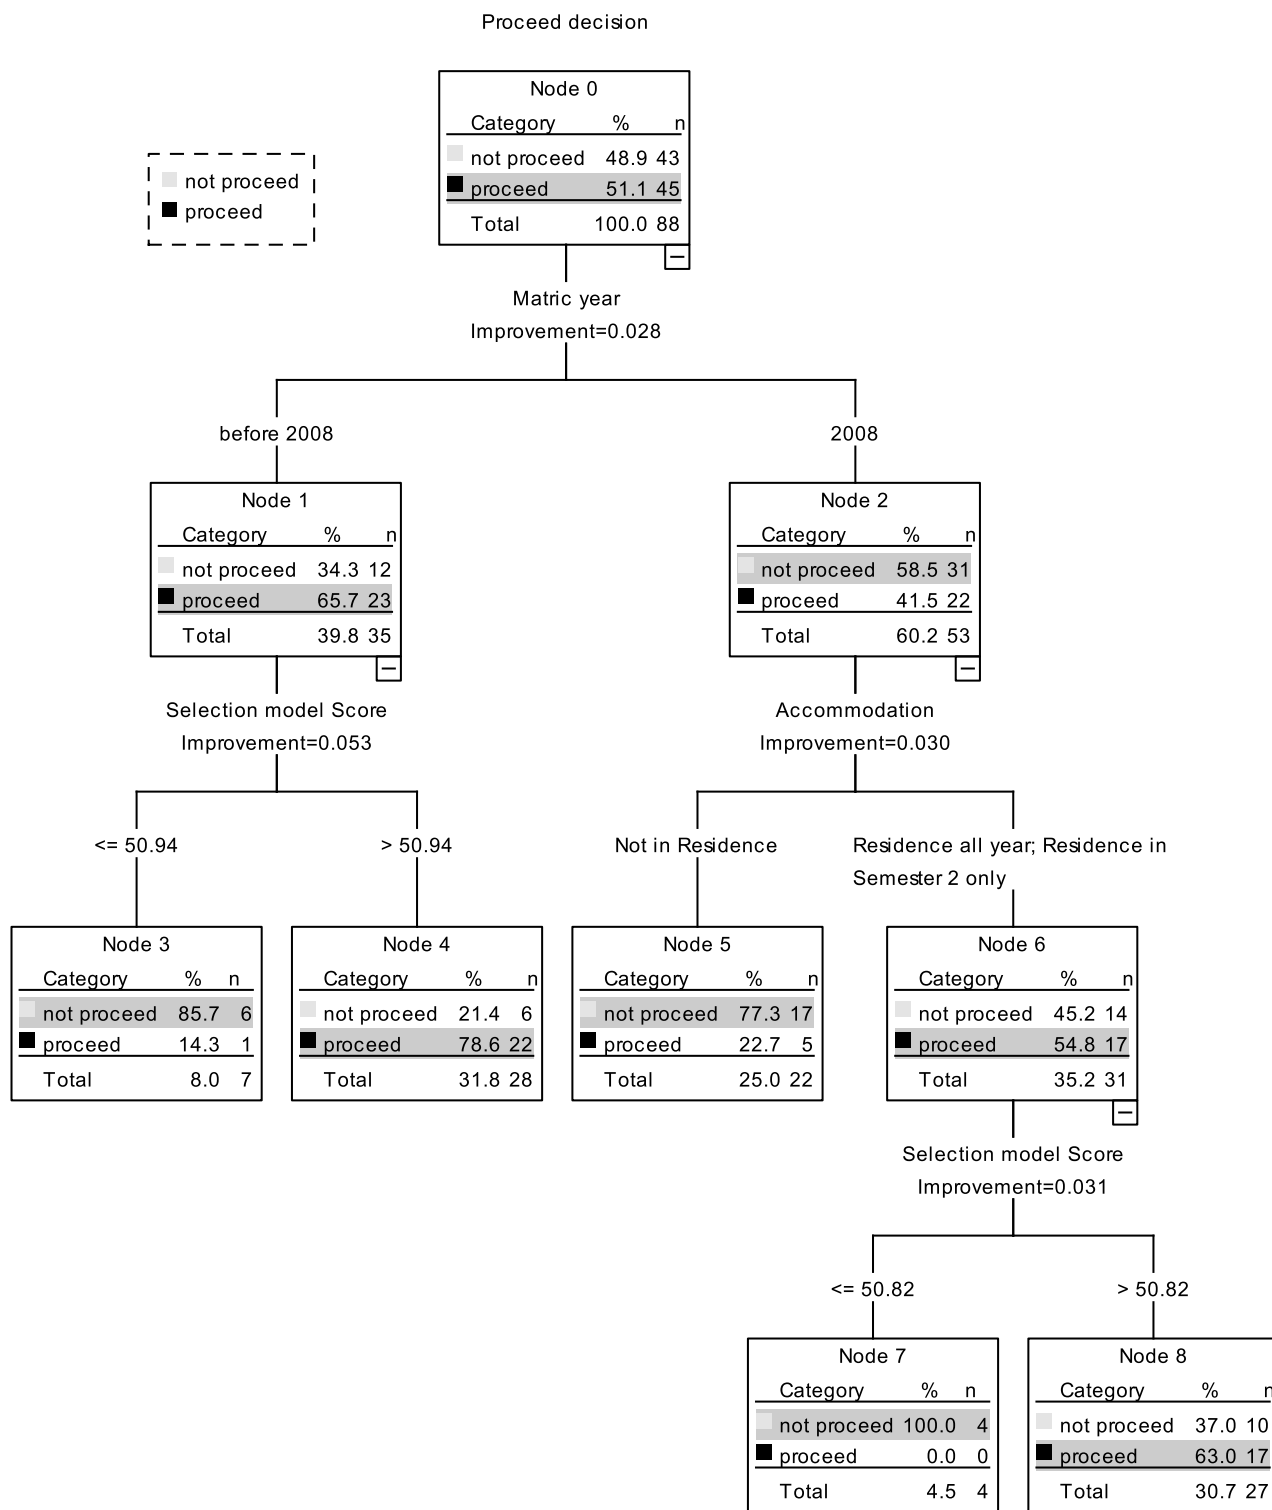 Proceed decision
Node 0
Category % n
not proceed 48.9 43
proceed 51.1 45
Total 100.0 88
not proceed
proceed
Matric year
Improvement=0.028
before 2008
2008
Node 1
Category % n
not proceed 34.3 12
proceed 65.7 23
Total 39.8 35
Node 2
Category % n
not proceed 58.5 31
proceed 41.5 22
Total 60.2 53
Selection model Score
Improvement=0.053
Accommodation
Improvement=0.030
<= 50.94
> 50.94
Not in Residence
Residence all year; Residence in
Semester 2 only
Node 3
Category % n
not proceed 85.7 6
proceed 14.3 1
Total 8.0 7
Node 4
Category % n
not proceed 21.4 6
proceed 78.6 22
Total 31.8 28
Node 5
Category % n
not proceed 77.3 17
proceed 22.7 5
Total 25.0 22
Node 6
Category % n
not proceed 45.2 14
proceed 54.8 17
Total 35.2 31
Selection model Score
Improvement=0.031
<= 50.82
> 50.82
Node 7
Category % n
not proceed 100.0 4
proceed 0.0 0
Total 4.5 4
Node 8
Category % n
not proceed 37.0 10
proceed 63.0 17
Total 30.7 27